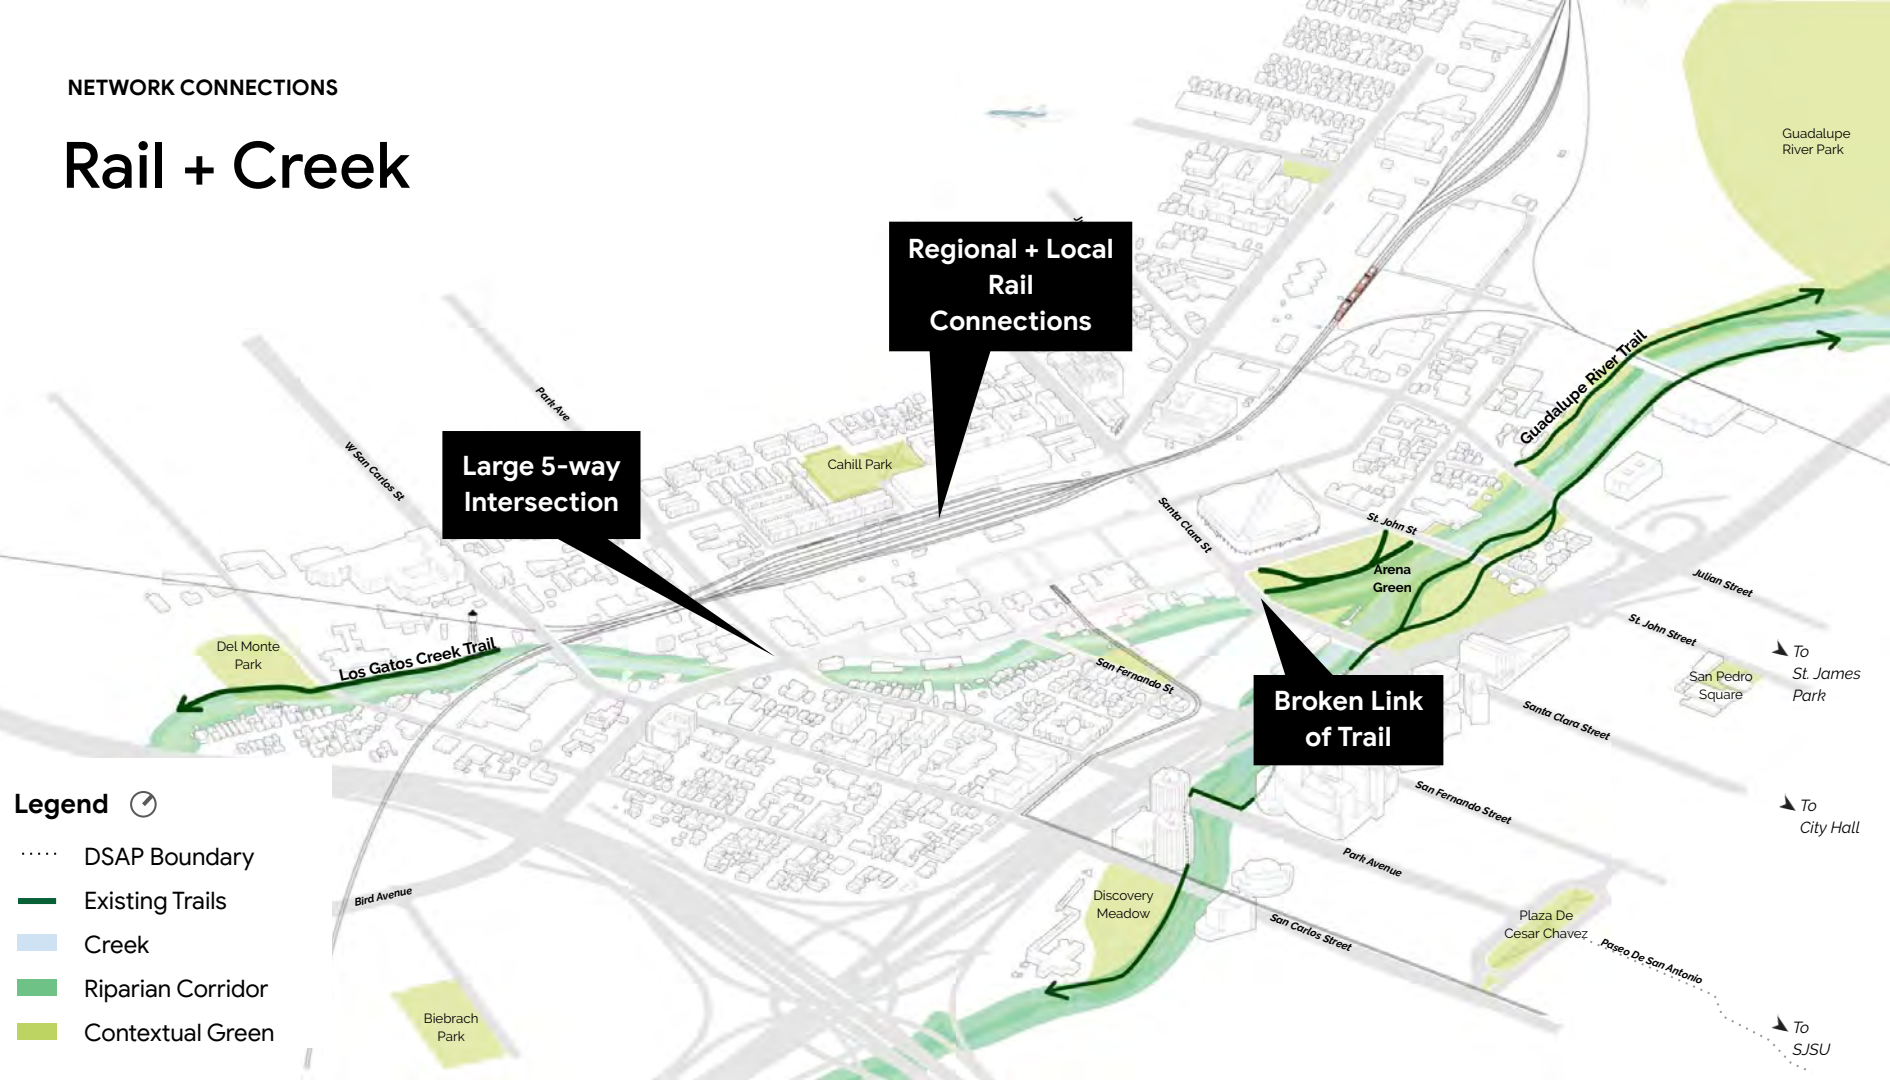 NETWORK CONNECTIONS
Rail + Creek
Guadalupe
River Park
Regional + Local
Rail
Connections
Guadalupe River Trail
Park Ave
W San Carlos St
Large 5-way
Intersection
Cahill Park
Santa Clara St
St. John St
Arena
Green
Julian Street
St. John Street
To
St. James
Park
San Pedro
Square
Del Monte
Park
Los Gatos Creek Trail
San Fernando St
Broken Link
of Trail
Santa Clara Street
San Fernando Street
To
City Hall
Park Avenue
Legend
DSAP Boundary
Existing Trails
Creek
Riparian Corridor
Contextual Green
Bird Avenue
Discovery
Meadow
San Carlos Street
Plaza De
Cesar Chavez
Paseo De San Antonio
Biebrach
Park
To
SJSU